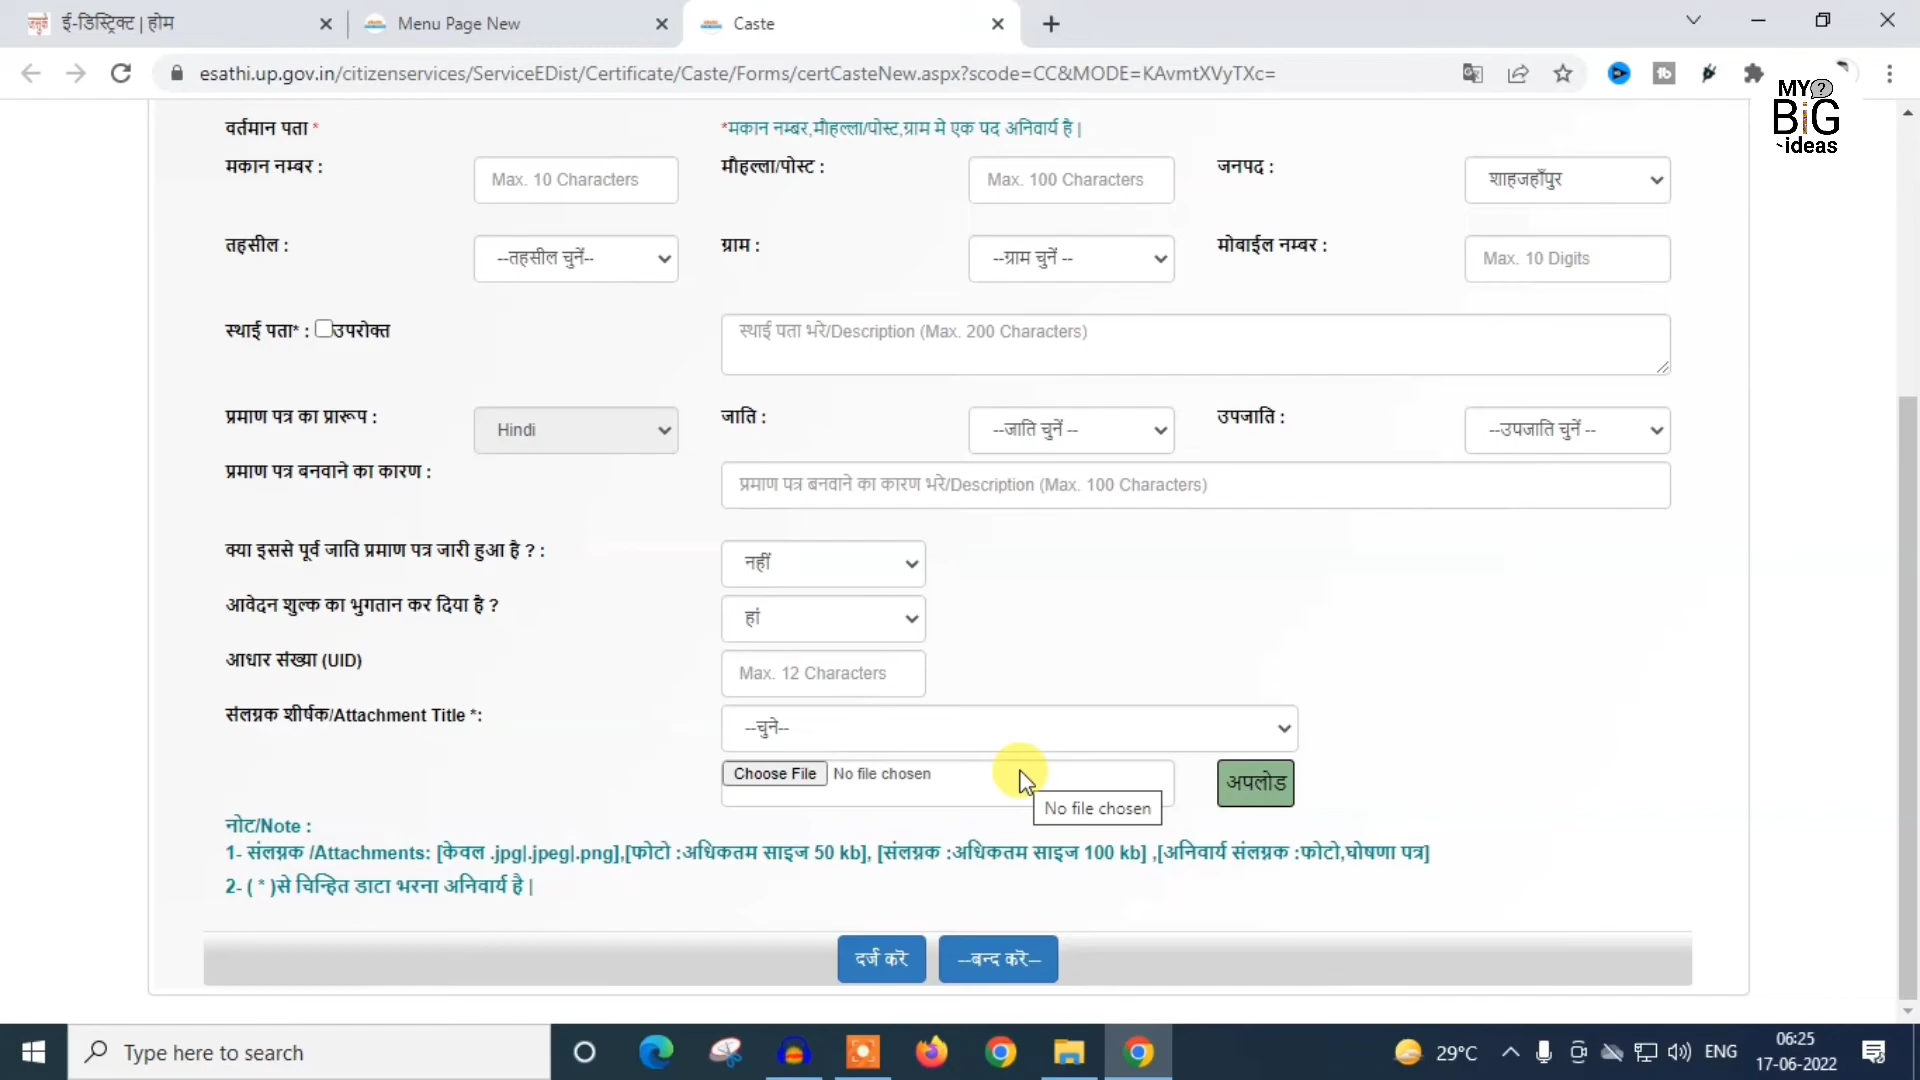 ई-डिस्ट्रिक्ट | होम
Menu Page New
Caste
esathi.up.gov.in/citizenservices/ServiceEDist/Certificate/Caste/Forms/certCasteNew.aspx?scode=CC&MODE=KAvmtXVyTXc=
MY ?
BiG
-ideas
वर्तमान पता * *मकान नम्बर,मौहल्ला/पोस्ट,ग्राम मे एक पद अनिवार्य है |
मकान नम्बर : Max. 10 Characters मौहल्ला/पोस्ट : Max. 100 Characters जनपद : शाहजहाँपुर
तहसील : --तहसील चुनें-- ग्राम : --ग्राम चुनें -- मोबाईल नम्बर : Max. 10 Digits
स्थाई पता* : उपरोक्त स्थाई पता भरे/Description (Max. 200 Characters)
प्रमाण पत्र का प्रारूप : Hindi जाति : --जाति चुनें -- उपजाति : --उपजाति चुनें --
प्रमाण पत्र बनवाने का कारण : प्रमाण पत्र बनवाने का कारण भरे/Description (Max. 100 Characters)
क्या इससे पूर्व जाति प्रमाण पत्र जारी हुआ है ? : नहीं
आवेदन शुल्क का भुगतान कर दिया है ? हां
आधार संख्या (UID) Max. 12 Characters
संलग्नक शीर्षक/Attachment Title *: --चुने--
Choose File No file chosen अपलोड
No file chosen
नोट/Note :
1- संलग्नक /Attachments: [केवल .jpg|.jpeg|.png],[फोटो :अधिकतम साइज 50 kb], [संलग्नक :अधिकतम साइज 100 kb] ,[अनिवार्य संलग्नक :फोटो,घोषणा पत्र]
2- ( * )से चिन्हित डाटा भरना अनिवार्य है |
दर्ज करे --बन्द करे--
Type here to search 29°C ENG 06:25
17-06-2022